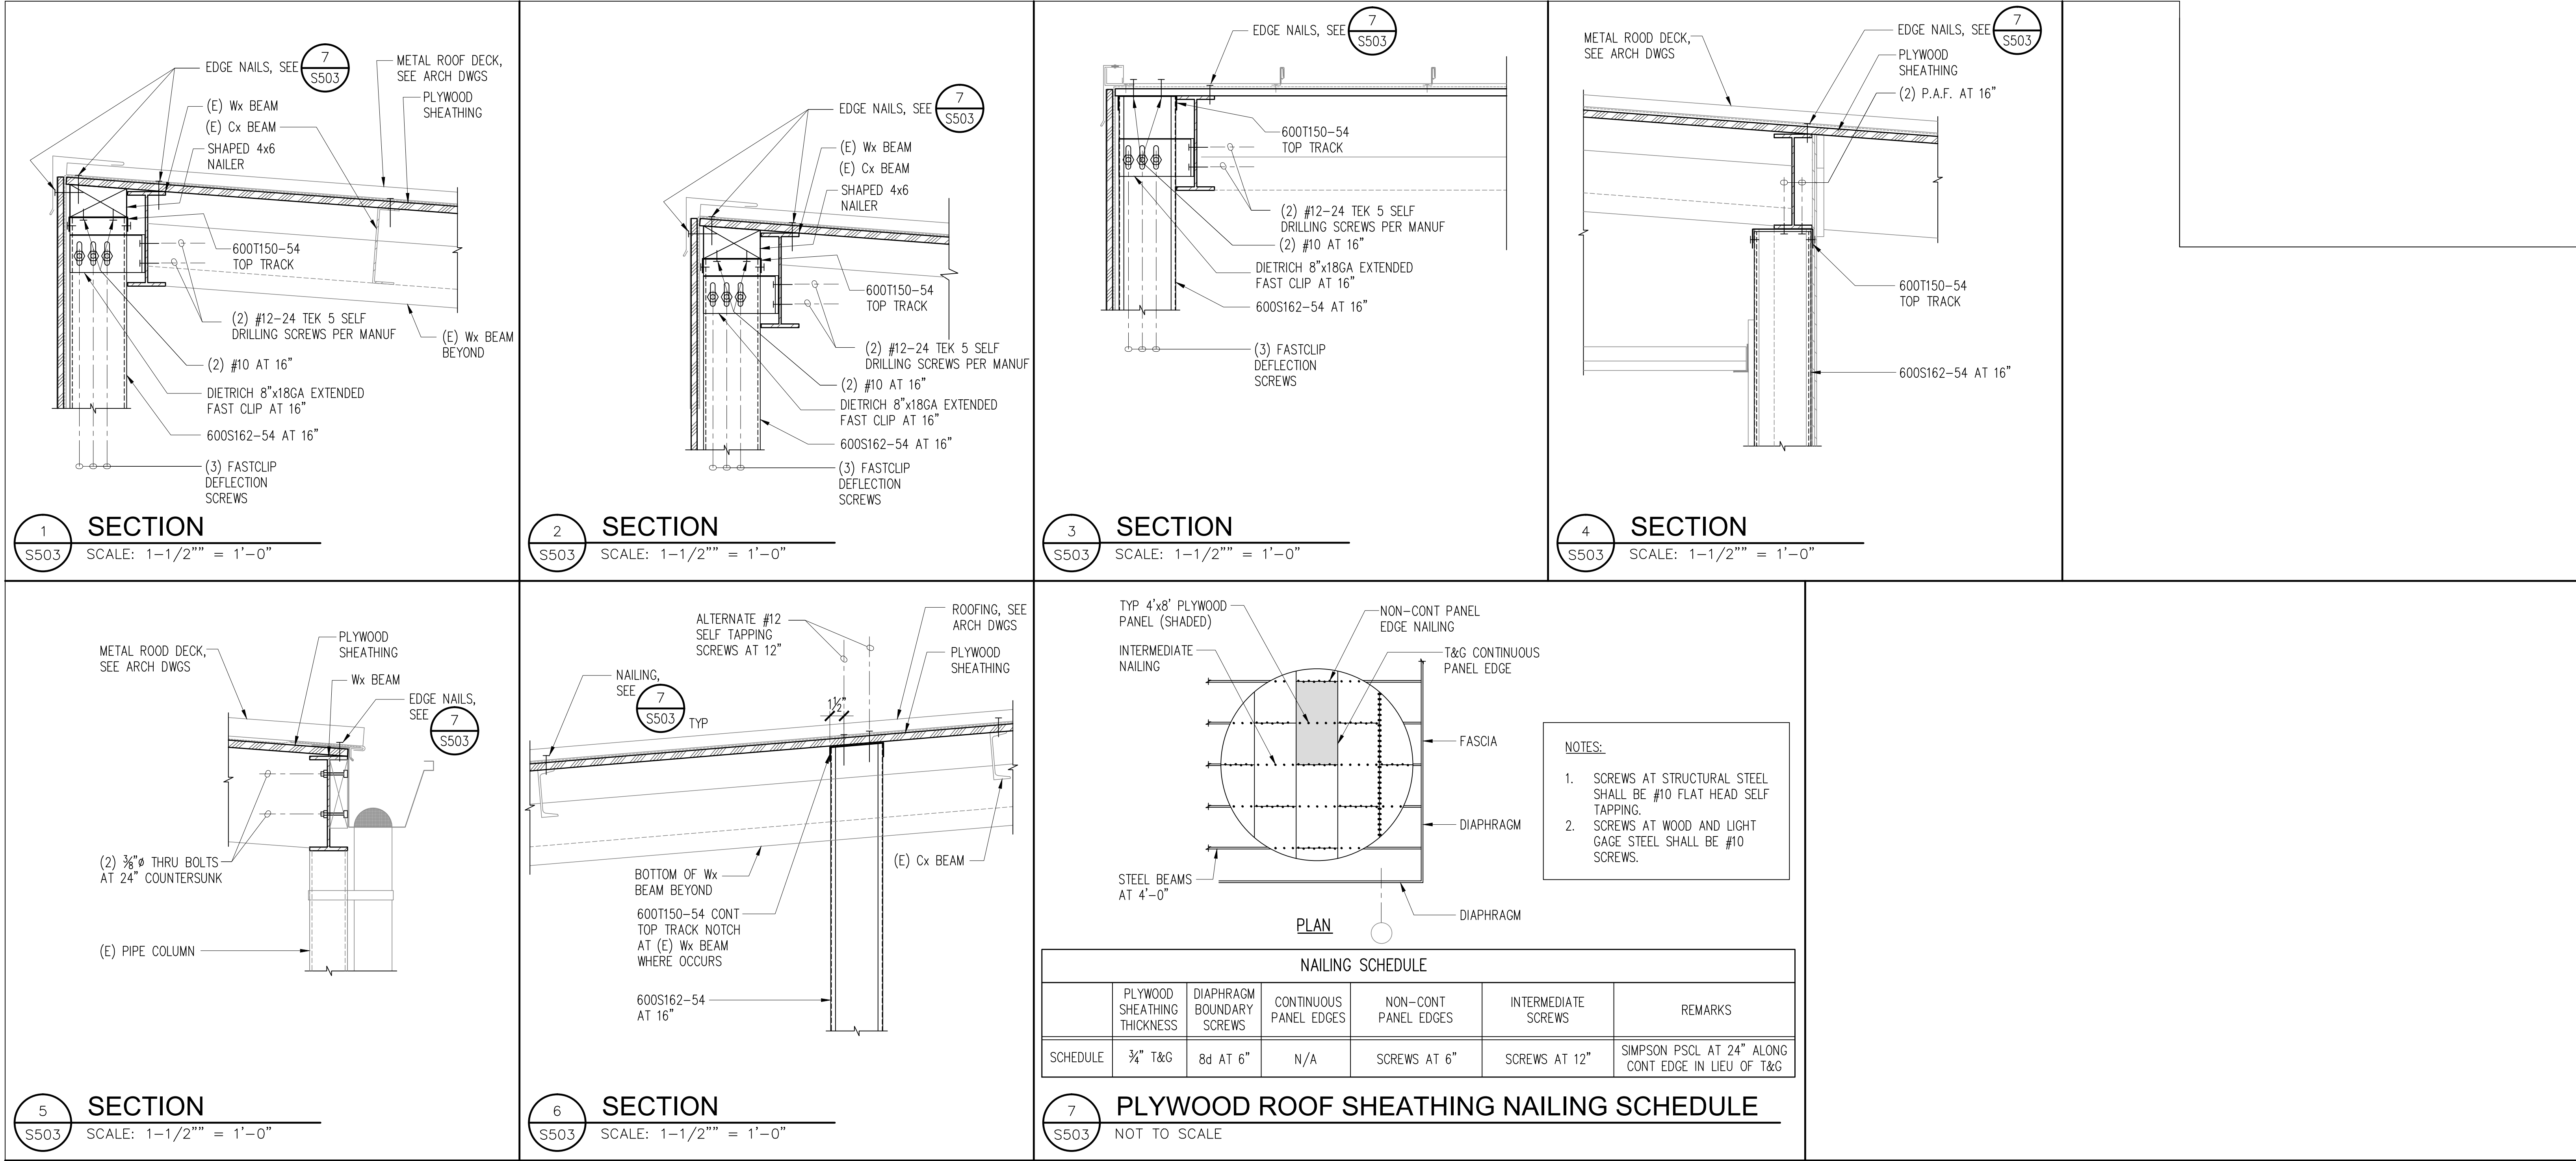 EDGE NAILS, SEE
7
S503
METAL ROOF DECK,
SEE ARCH DWGS
(E) Wx BEAM
(E) Cx BEAM
PLYWOOD
SHEATHING
SHAPED 4x6
NAILER
600T150-54
TOP TRACK
(2) #12-24 TEK 5 SELF
DRILLING SCREWS PER MANUF
(E) Wx BEAM
BEYOND
(2) #10 AT 16"
DIETRICH 8"x18GA EXTENDED
FAST CLIP AT 16"
600S162-54 AT 16"
(3) FASTCLIP
DEFLECTION
SCREWS
1
S503
SECTION
SCALE: 1-1/2"" = 1'-0"
EDGE NAILS, SEE
7
S503
(E) Wx BEAM
(E) Cx BEAM
SHAPED 4x6
NAILER
600T150-54
TOP TRACK
(2) #12-24 TEK 5 SELF
DRILLING SCREWS PER MANUF
(2) #10 AT 16"
DIETRICH 8"x18GA EXTENDED
FAST CLIP AT 16"
600S162-54 AT 16"
(3) FASTCLIP
DEFLECTION
SCREWS
2
S503
SECTION
SCALE: 1-1/2"" = 1'-0"
EDGE NAILS, SEE
7
S503
600T150-54
TOP TRACK
(2) #12-24 TEK 5 SELF
DRILLING SCREWS PER MANUF
(2) #10 AT 16"
DIETRICH 8"x18GA EXTENDED
FAST CLIP AT 16"
600S162-54 AT 16"
(3) FASTCLIP
DEFLECTION
SCREWS
3
S503
SECTION
SCALE: 1-1/2"" = 1'-0"
METAL ROOD DECK,
SEE ARCH DWGS
EDGE NAILS, SEE
7
S503
PLYWOOD
SHEATHING
(2) P.A.F. AT 16"
600T150-54
TOP TRACK
600S162-54 AT 16"
4
S503
SECTION
SCALE: 1-1/2"" = 1'-0"
METAL ROOD DECK,
SEE ARCH DWGS
PLYWOOD
SHEATHING
Wx BEAM
EDGE NAILS,
SEE
7
S503
(2) 3/8"ø THRU BOLTS
AT 24" COUNTERSUNK
(E) PIPE COLUMN
5
S503
SECTION
SCALE: 1-1/2"" = 1'-0"
ALTERNATE #12
SELF TAPPING
SCREWS AT 12"
ROOFING, SEE
ARCH DWGS
PLYWOOD
SHEATHING
NAILING,
SEE
7
S503
TYP
1½"
(E) Cx BEAM
BOTTOM OF Wx
BEAM BEYOND
600T150-54 CONT
TOP TRACK NOTCH
AT (E) Wx BEAM
WHERE OCCURS
600S162-54
AT 16"
6
S503
SECTION
SCALE: 1-1/2"" = 1'-0"
TYP 4'x8' PLYWOOD
PANEL (SHADED)
INTERMEDIATE
NAILING
NON-CONT PANEL
EDGE NAILING
T&G CONTINUOUS
PANEL EDGE
FASCIA
DIAPHRAGM
STEEL BEAMS
AT 4'-0"
DIAPHRAGM
PLAN
NOTES:
1. SCREWS AT STRUCTURAL STEEL
SHALL BE #10 FLAT HEAD SELF
TAPPING.
2. SCREWS AT WOOD AND LIGHT
GAGE STEEL SHALL BE #10
SCREWS.
NAILING SCHEDULE
PLYWOOD
SHEATHING
THICKNESS
DIAPHRAGM
BOUNDARY
SCREWS
CONTINUOUS
PANEL EDGES
NON-CONT
PANEL EDGES
INTERMEDIATE
SCREWS
REMARKS
SCHEDULE
¾" T&G
8d AT 6"
N/A
SCREWS AT 6"
SCREWS AT 12"
SIMPSON PSCL AT 24" ALONG
CONT EDGE IN LIEU OF T&G
7
S503
PLYWOOD ROOF SHEATHING NAILING SCHEDULE
NOT TO SCALE